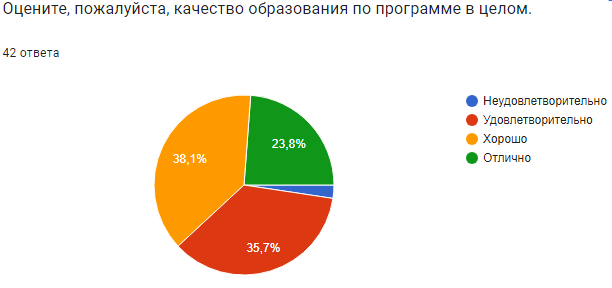 Оцените, пожалуйста, качество образования по программе в целом.
42 ответа
Неудовлетворительно
Удовлетворительно
Хорошо
Отлично
23,8%
38,1%
35,7%